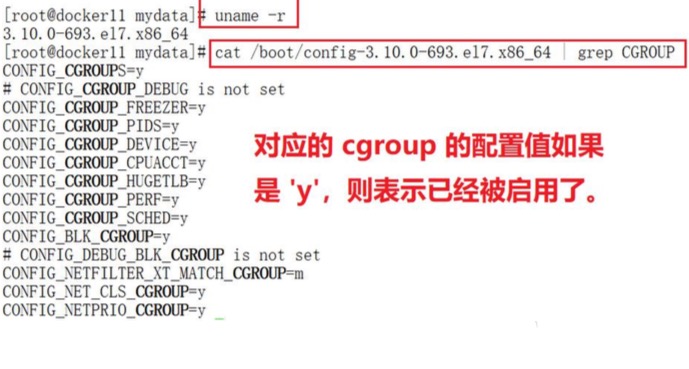 [root@docker11 mydata]# uname -r
3.10.0-693.el7.x86_64
[root@docker11 mydata]# cat /boot/config-3.10.0-693.el7.x86_64 | grep CGROUP
CONFIG_CGROUPS=y
# CONFIG_CGROUP_DEBUG is not set
CONFIG_CGROUP_FREEZER=y
CONFIG_CGROUP_PIDS=y
CONFIG_CGROUP_DEVICE=y
CONFIG_CGROUP_CPUACCT=y
CONFIG_CGROUP_HUGETLB=y
CONFIG_CGROUP_PERF=y
CONFIG_CGROUP_SCHED=y
CONFIG_BLK_CGROUP=y
# CONFIG_DEBUG_BLK_CGROUP is not set
CONFIG_NETFILTER_XT_MATCH_CGROUP=m
CONFIG_NET_CLS_CGROUP=y
CONFIG_NETPRIO_CGROUP=y
对应的 cgroup 的配置值如果
是 'y'，则表示已经被启用了。